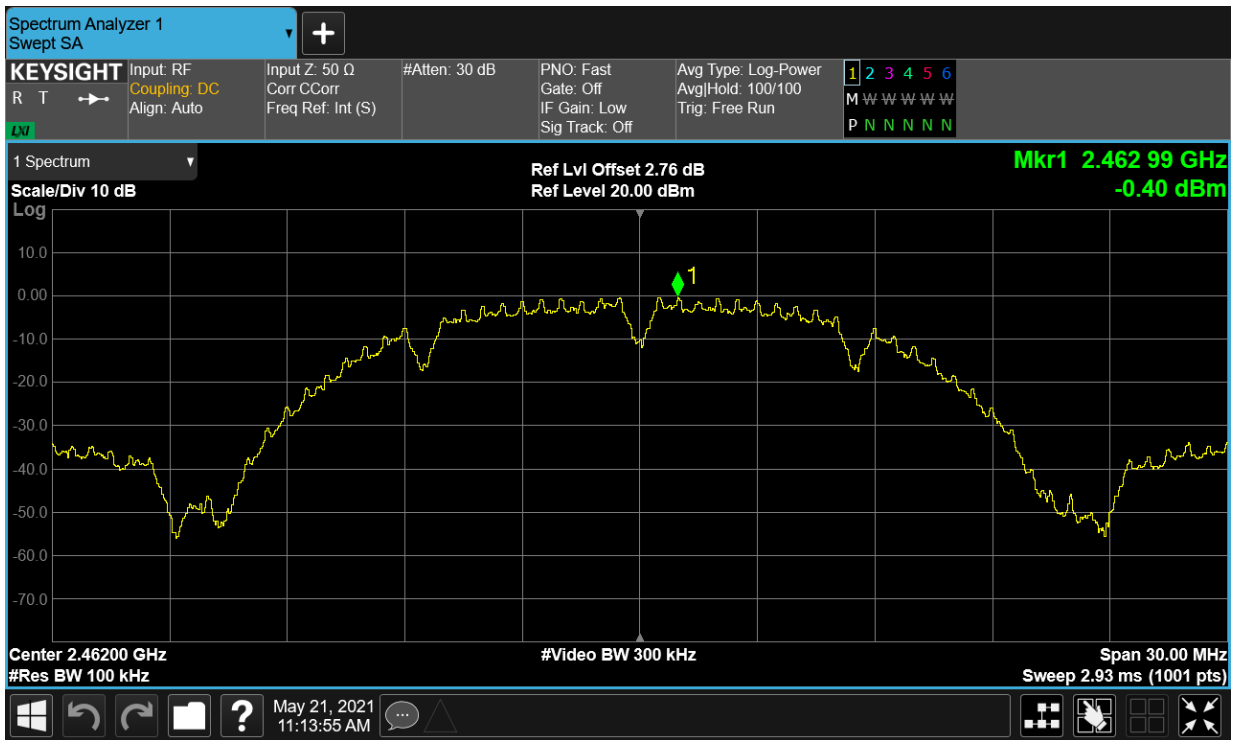 Spectrum Analyzer 1
Swept SA
+
KEYSIGHT
R T
LXI
Input: RF
Coupling: DC
Align: Auto
Input Z: 50 Ω
Corr CCorr
Freq Ref: Int (S)
#Atten: 30 dB
PNO: Fast
Gate: Off
IF Gain: Low
Sig Track: Off
Avg Type: Log-Power
Avg|Hold: 100/100
Trig: Free Run
1 2 3 4 5 6
M W W W W W
P N N N N N
1 Spectrum
Scale/Div 10 dB
Log
Ref Lvl Offset 2.76 dB
Ref Level 20.00 dBm
Mkr1 2.462 99 GHz
-0.40 dBm
1
10.0
0.00
-10.0
-20.0
-30.0
-40.0
-50.0
-60.0
-70.0
Center 2.46200 GHz
#Res BW 100 kHz
#Video BW 300 kHz
Span 30.00 MHz
Sweep 2.93 ms (1001 pts)
?
May 21, 2021
11:13:55 AM